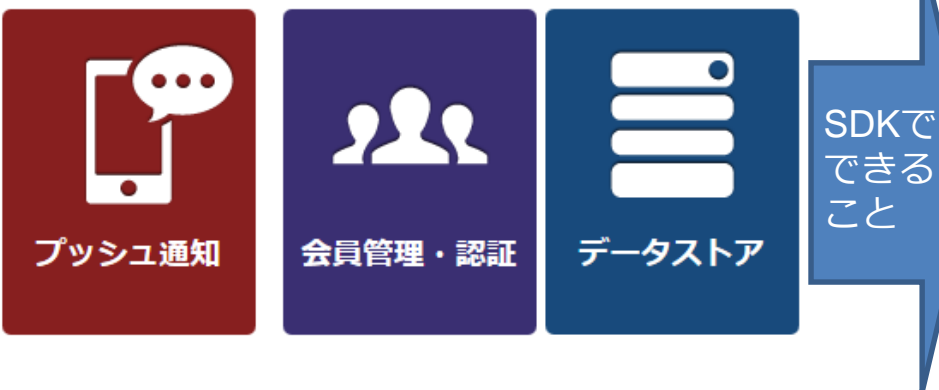 プッシュ通知
会員管理・認証
データストア
SDKで
できる
こと